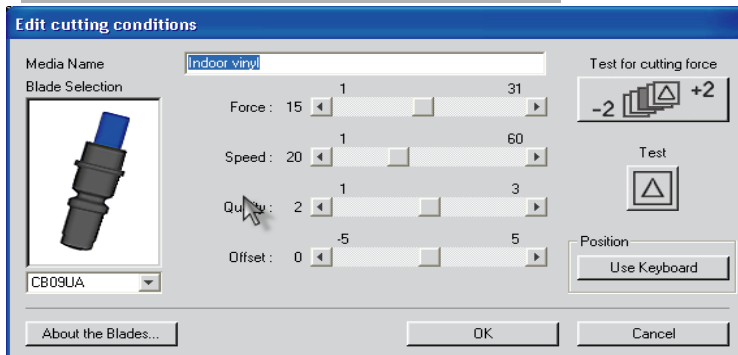 Edit cutting conditions
Media Name
Indoor vinyl
Blade Selection
CB09UA
Force : 15
1 31
Speed : 20
1 60
Quality : 2
1 3
Offset : 0
-5 5
Test for cutting force
-2 +2
Test
Position
Use Keyboard
About the Blades...
OK
Cancel